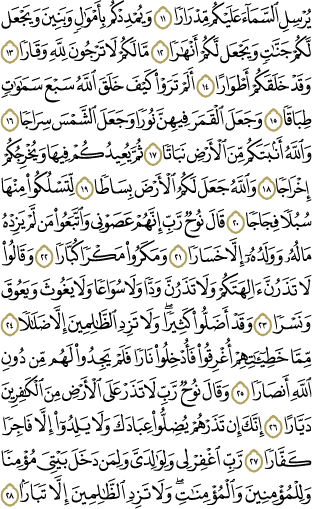 يُرْسِلِ ٱلسَّمَآءَ عَلَيْكُم مِّدْرَارًا ١١ وَيُمْدِدْكُم بِأَمْوَٰلٍ وَبَنِينَ وَيَجْعَل
لَّكُمْ جَنَّٰتٍ وَيَجْعَل لَّكُمْ أَنْهَٰرًا ١٢ مَّا لَكُمْ لَا تَرْجُونَ لِلَّهِ وَقَارًا ١٣
وَقَدْ خَلَقَكُمْ أَطْوَارًا ١٤ أَلَمْ تَرَوْا۟ كَيْفَ خَلَقَ ٱللَّهُ سَبْعَ سَمَٰوَٰتٍ
طِبَاقًا ١٥ وَجَعَلَ ٱلْقَمَرَ فِيهِنَّ نُورًا وَجَعَلَ ٱلشَّمْسَ سِرَاجًا ١٦
وَٱللَّهُ أَنۢبَتَكُم مِّنَ ٱلْأَرْضِ نَبَاتًا ١٧ ثُمَّ يُعِيدُكُمْ فِيهَا وَيُخْرِجُكُمْ
إِخْرَاجًا ١٨ وَٱللَّهُ جَعَلَ لَكُمُ ٱلْأَرْضَ بِسَاطًا ١٩ لِّتَسْلُكُوا۟ مِنْهَا
سُبُلًا فِجَاجًا ٢٠ قَالَ نُوحٌ رَّبِّ إِنَّهُمْ عَصَوْنِى وَٱتَّبَعُوا۟ مَن لَّمْ يَزِدْهُ
مَالُهُۥ وَوَلَدُهُۥٓ إِلَّا خَسَارًا ٢١ وَمَكَرُوا۟ مَكْرًا كُبَّارًا ٢٢ وَقَالُوا۟
لَا تَذَرُنَّ ءَالِهَتَكُمْ وَلَا تَذَرُنَّ وَدًّا وَلَا سُوَاعًا وَلَا يَغُوثَ وَيَعُوقَ
وَنَسْرًا ٢٣ وَقَدْ أَضَلُّوا۟ كَثِيرًا ۖ وَلَا تَزِدِ ٱلظَّٰلِمِينَ إِلَّا ضَلَٰلًا ٢٤
مِّمَّا خَطِيٓـَٰٔتِهِمْ أُغْرِقُوا۟ فَأُدْخِلُوا۟ نَارًا فَلَمْ يَجِدُوا۟ لَهُم مِّن دُونِ
ٱللَّهِ أَنصَارًا ٢٥ وَقَالَ نُوحٌ رَّبِّ لَا تَذَرْ عَلَى ٱلْأَرْضِ مِنَ ٱلْكَٰفِرِينَ
دَيَّارًا ٢٦ إِنَّكَ إِن تَذَرْهُمْ يُضِلُّوا۟ عِبَادَكَ وَلَا يَلِدُوٓا۟ إِلَّا فَاجِرًا
كَفَّارًا ٢٧ رَّبِّ ٱغْفِرْ لِى وَلِوَٰلِدَىَّ وَلِمَن دَخَلَ بَيْتِىَ مُؤْمِنًا
وَلِلْمُؤْمِنِينَ وَٱلْمُؤْمِنَٰتِ ۖ وَلَا تَزِدِ ٱلظَّٰلِمِينَ إِلَّا تَبَارًۢا ٢٨